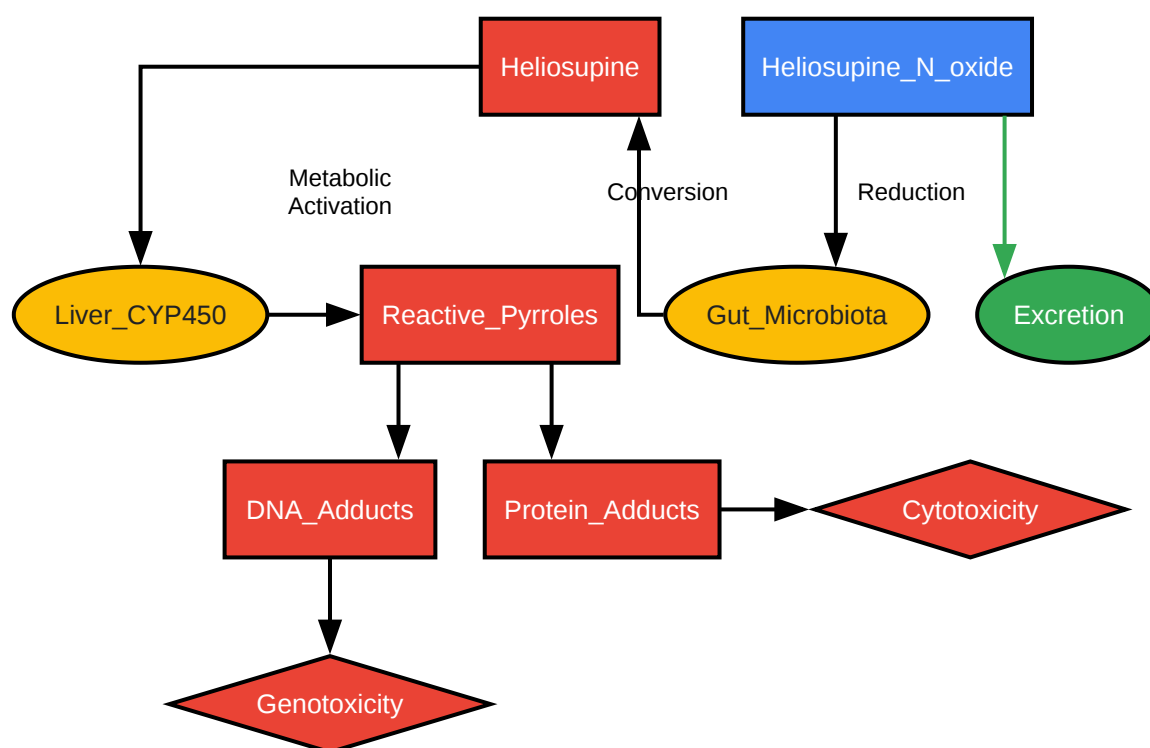 Heliosupine
Heliosupine_N_oxide
Metabolic
Activation
Conversion
Reduction
Liver_CYP450
Reactive_Pyrroles
Gut_Microbiota
Excretion
DNA_Adducts
Protein_Adducts
Cytotoxicity
Genotoxicity